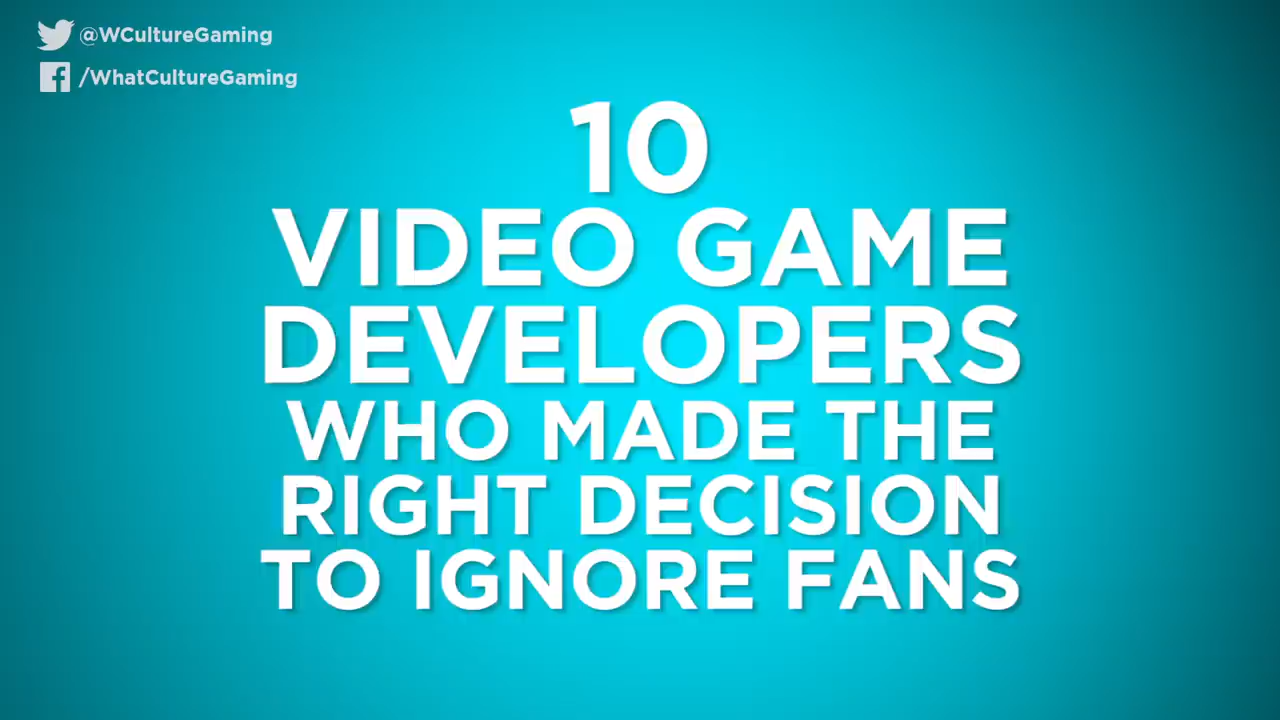 @WCultureGaming
/WhatCultureGaming
10
VIDEO GAME
DEVELOPERS
WHO MADE THE
RIGHT DECISION
TO IGNORE FANS